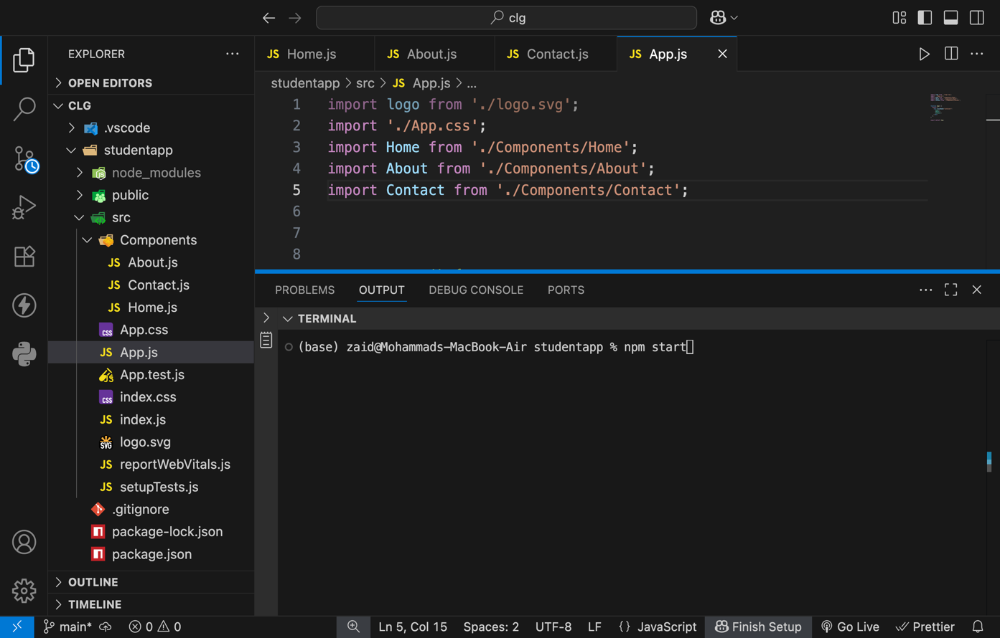 clg
EXPLORER
OPEN EDITORS
CLG
.vscode
studentapp
node_modules
public
src
Components
JS About.js
JS Contact.js
JS Home.js
css App.css
JS App.js
App.test.js
css index.css
JS index.js
SVG logo.svg
JS reportWebVitals.js
JS setupTests.js
.gitignore
package-lock.json
package.json
OUTLINE
TIMELINE
JS Home.js JS About.js JS Contact.js JS App.js
studentapp > src > JS App.js > ...
1 import logo from './logo.svg';
2 import './App.css';
3 import Home from './Components/Home';
4 import About from './Components/About';
5 import Contact from './Components/Contact';
6
7
8
PROBLEMS OUTPUT DEBUG CONSOLE PORTS
TERMINAL
(base) zaid@Mohammads-MacBook-Air studentapp % npm start
main* 0 0 Ln 5, Col 15 Spaces: 2 UTF-8 LF {} JavaScript Finish Setup Go Live Prettier